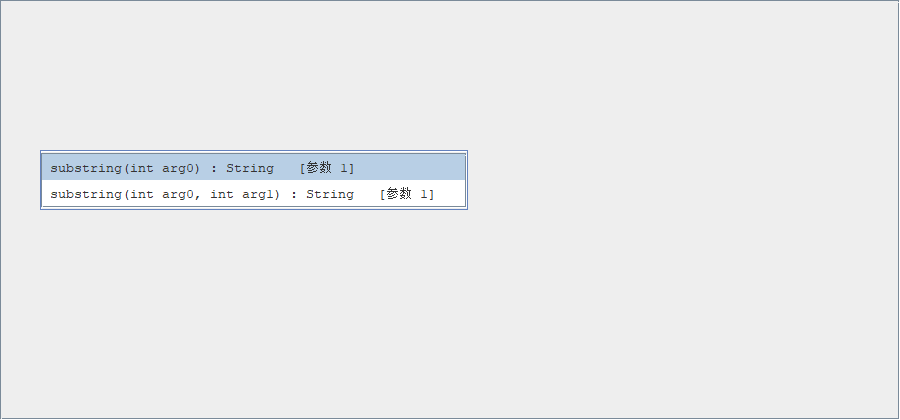 substring(int arg0) : String [参数 1]
substring(int arg0, int arg1) : String [参数 1]